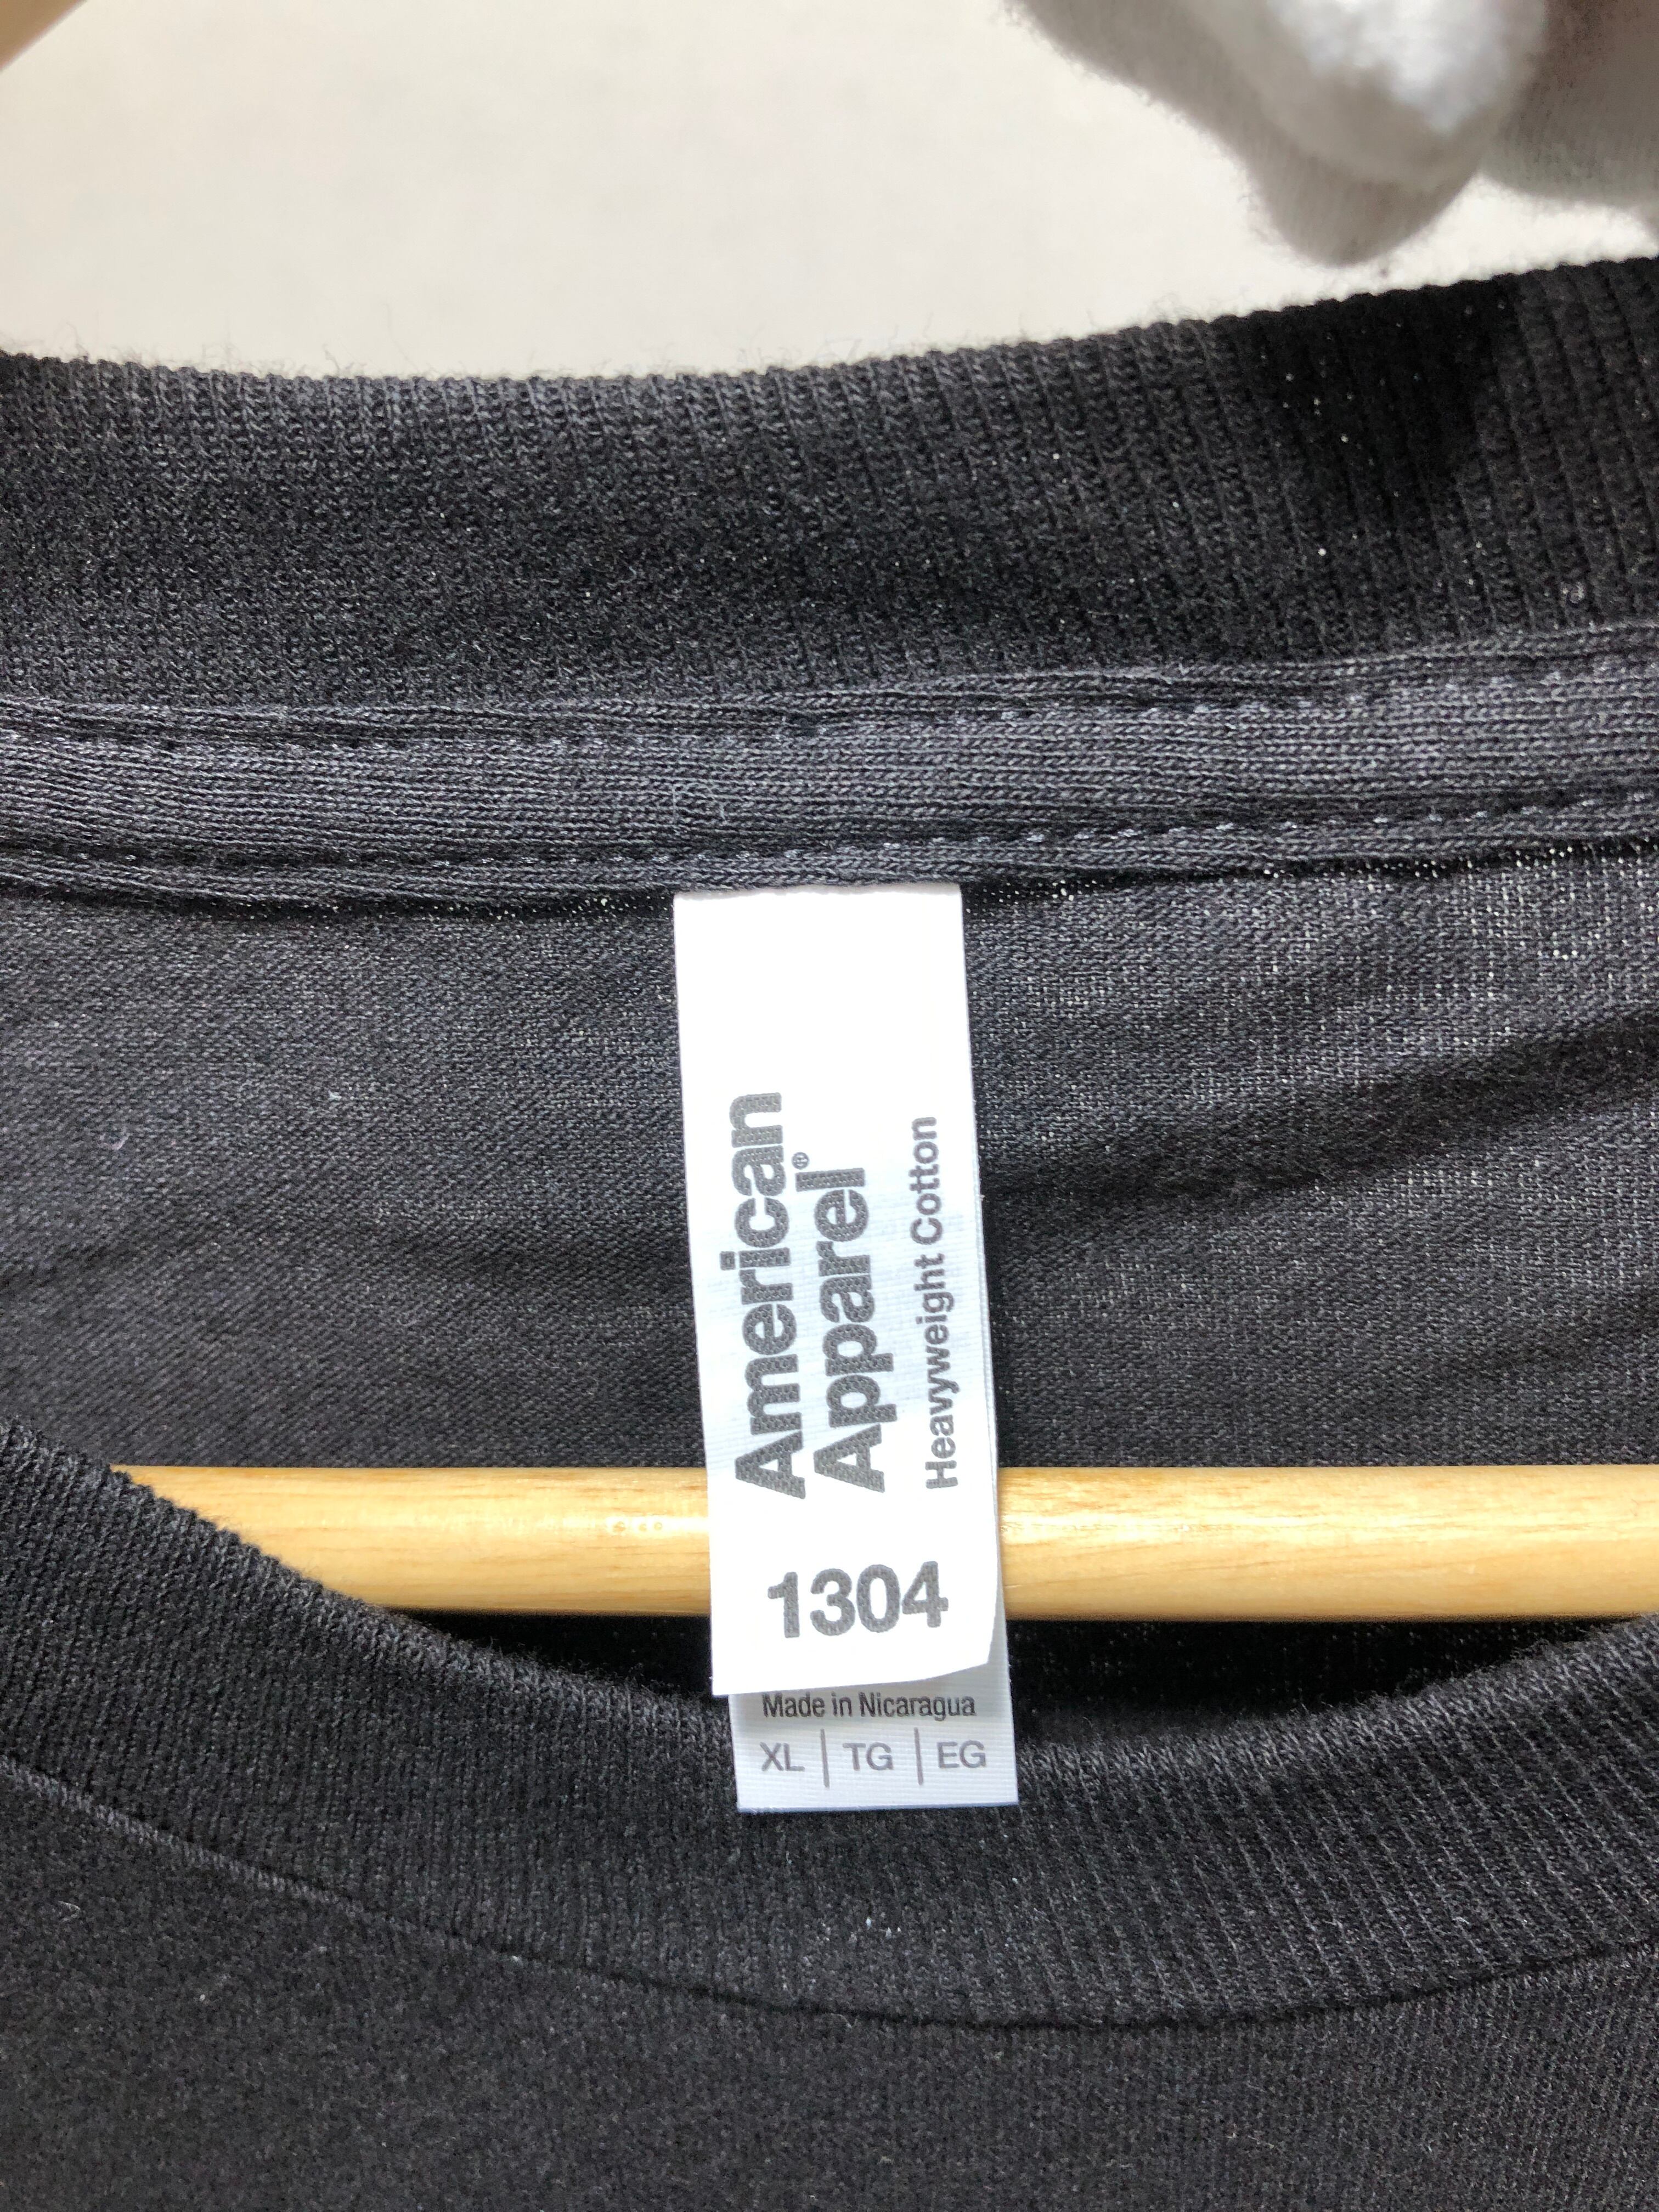 American
Apparel®
Heavyweight Cotton
1304
Made in Nicaragua
XL | TG | EG